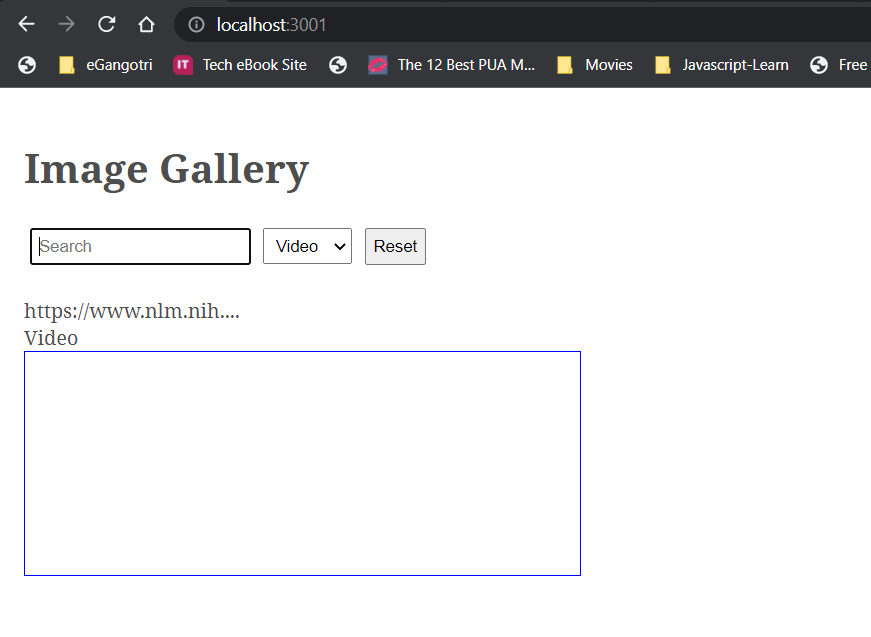 localhost:3001
eGangotri IT Tech eBook Site The 12 Best PUA M... Movies Javascript-Learn Free
Image Gallery
Search Video Reset
https://www.nlm.nih....
Video